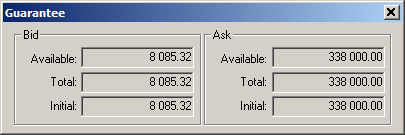 Guarantee
Bid
Available: 8 085.32
Total: 8 085.32
Initial: 8 085.32
Ask
Available: 338 000.00
Total: 338 000.00
Initial: 338 000.00